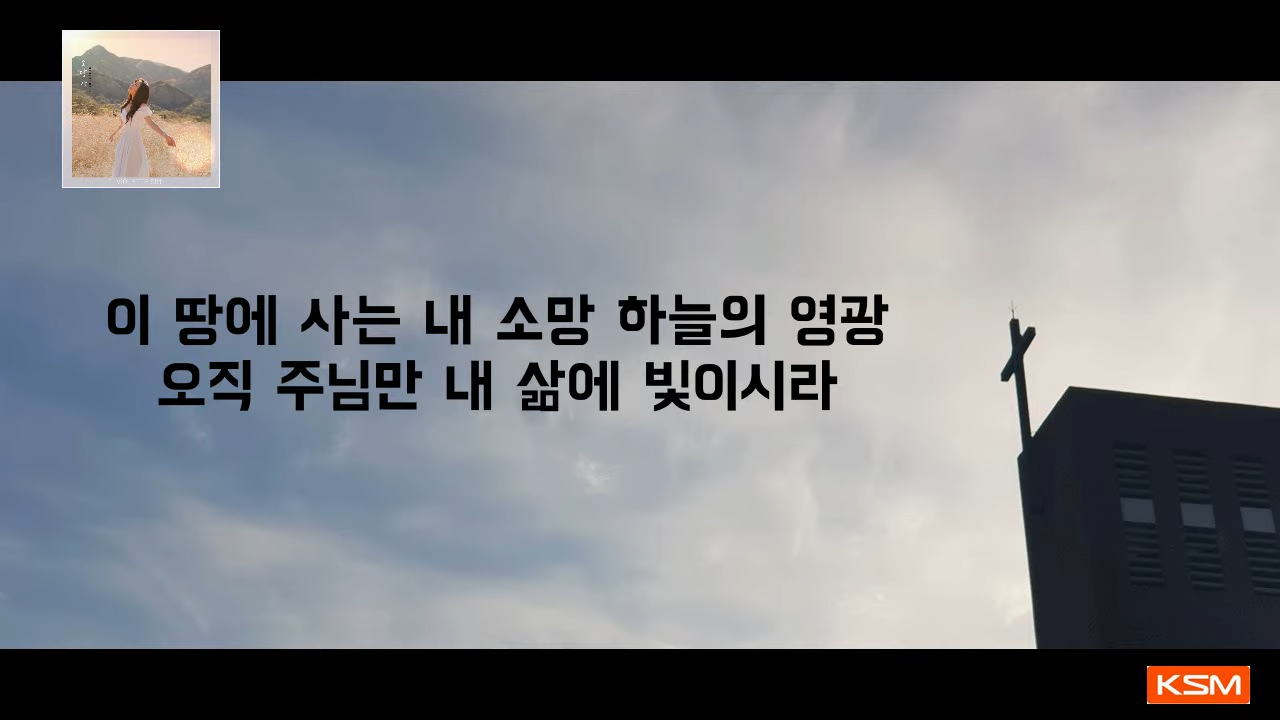 이 땅에 사는 내 소망 하늘의 영광
오직 주님만 내 삶에 빛이시라
KSM